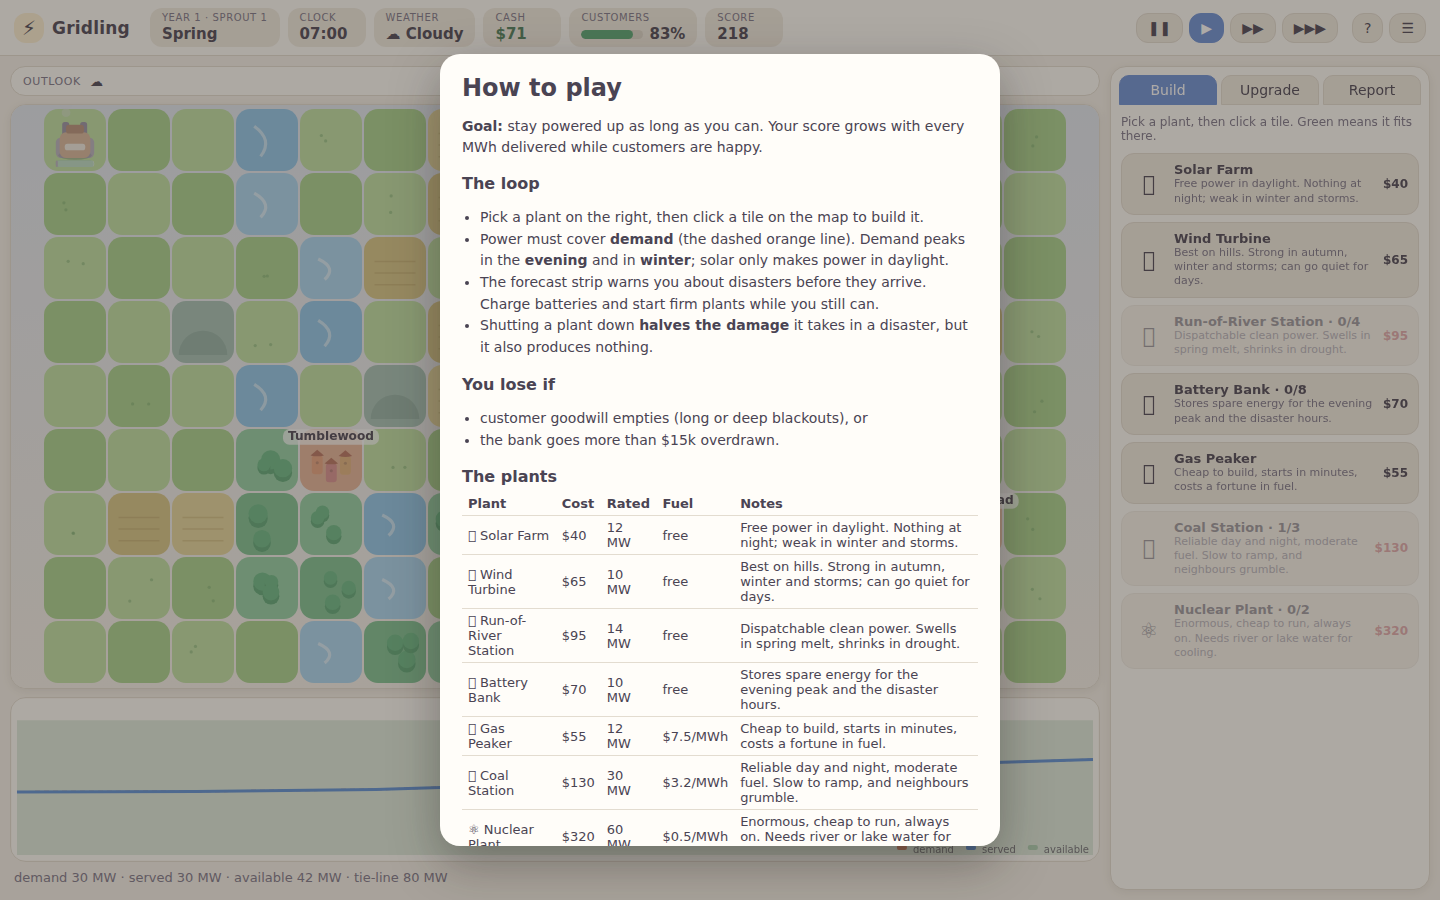 Gridling
YEAR 1 · SPROUT 1
Spring
CLOCK
07:00
WEATHER
Cloudy
CASH
$71
CUSTOMERS
83%
SCORE
218
?
OUTLOOK
How to play
Goal: stay powered up as long as you can. Your score grows with every
MWh delivered while customers are happy.
The loop
• Pick a plant on the right, then click a tile on the map to build it.
• Power must cover demand (the dashed orange line). Demand peaks
in the evening and in winter; solar only makes power in daylight.
• The forecast strip warns you about disasters before they arrive.
Charge batteries and start firm plants while you still can.
• Shutting a plant down halves the damage it takes in a disaster, but
it also produces nothing.
You lose if
• customer goodwill empties (long or deep blackouts), or
• the bank goes more than $15k overdrawn.
The plants
Plant Cost Rated Fuel Notes
Solar Farm $40 12 MW free Free power in daylight. Nothing at
night; weak in winter and storms.
Wind Turbine $65 10 MW free Best on hills. Strong in autumn,
winter and storms; can go quiet for
days.
Run-of-River Station $95 14 MW free Dispatchable clean power. Swells
in spring melt, shrinks in drought.
Battery Bank $70 10 MW free Stores spare energy for the
evening peak and the disaster
hours.
Gas Peaker $55 12 MW $7.5/MWh Cheap to build, starts in minutes,
costs a fortune in fuel.
Coal Station $130 30 MW $3.2/MWh Reliable day and night, moderate
fuel. Slow to ramp, and neighbours
grumble.
Nuclear Plant $320 60 MW $0.5/MWh Enormous, cheap to run, always
on. Needs river or lake water for
Tumblewood
ad
demand served available
demand 30 MW · served 30 MW · available 42 MW · tie-line 80 MW
Build
Upgrade
Report
Pick a plant, then click a tile. Green means it fits
there.
Solar Farm
Free power in daylight. Nothing at
night; weak in winter and storms.
$40
Wind Turbine
Best on hills. Strong in autumn,
winter and storms; can go quiet for
days.
$65
Run-of-River Station · 0/4
Dispatchable clean power. Swells in
spring melt, shrinks in drought.
$95
Battery Bank · 0/8
Stores spare energy for the evening
peak and the disaster hours.
$70
Gas Peaker
Cheap to build, starts in minutes,
costs a fortune in fuel.
$55
Coal Station · 1/3
Reliable day and night, moderate
fuel. Slow to ramp, and
neighbours grumble.
$130
Nuclear Plant · 0/2
Enormous, cheap to run, always
on. Needs river or lake water for
cooling.
$320